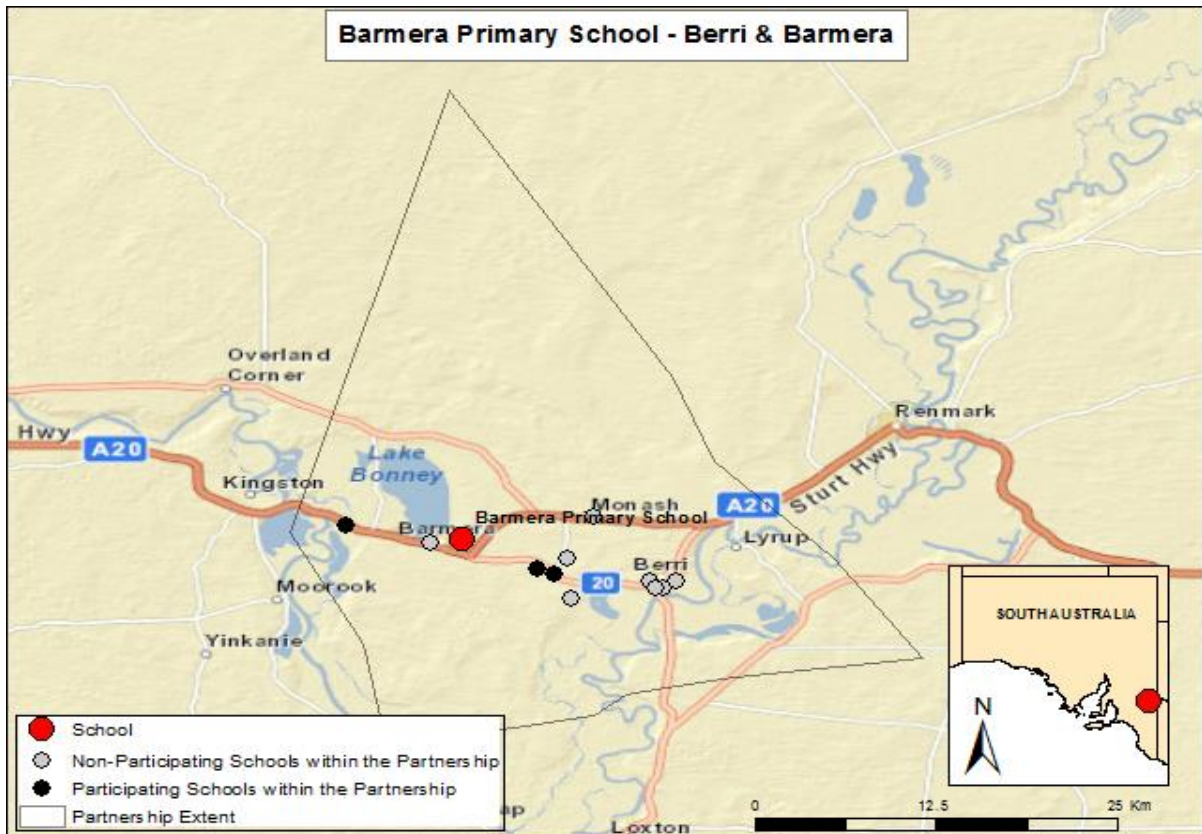 Barmera Primary School - Berri & Barmera
Overland
Corner
Renmark
Hwy
A20
Lake
Bonney
Sturt Hwy
Kingston
Monash
A20
Barmera
Barmera Primary School
Lyrup
Berri
20
Moorook
Yinkanie
SOUTH AUSTRALIA
N
School
Non-Participating Schools within the Partnership
Participating Schools within the Partnership
Partnership Extent
ap
Loxton
0 12.5 25 Km